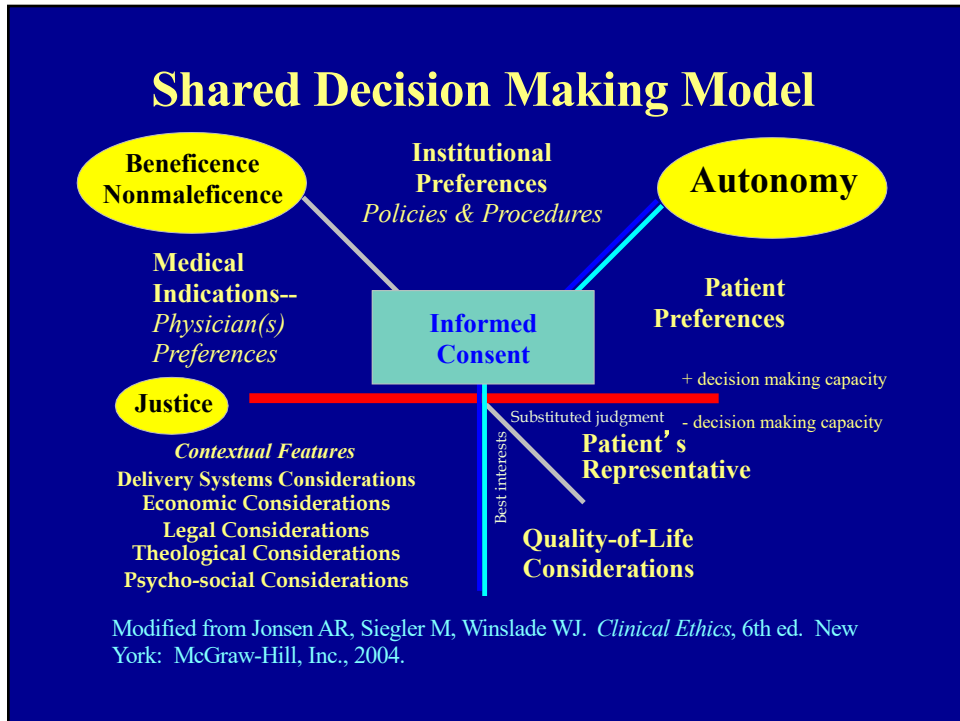 Shared Decision Making Model
Beneficence
Nonmaleficence
Institutional
Preferences
Policies & Procedures
Autonomy
Medical
Indications--
Physician(s)
Preferences
Informed
Consent
Patient
Preferences
+ decision making capacity
Justice
Substituted judgment
- decision making capacity
Best interests
Patient’s
Representative
Contextual Features
Delivery Systems Considerations
Economic Considerations
Legal Considerations
Theological Considerations
Psycho-social Considerations
Quality-of-Life
Considerations
Modified from Jonsen AR, Siegler M, Winslade WJ. Clinical Ethics, 6th ed. New
York: McGraw-Hill, Inc., 2004.